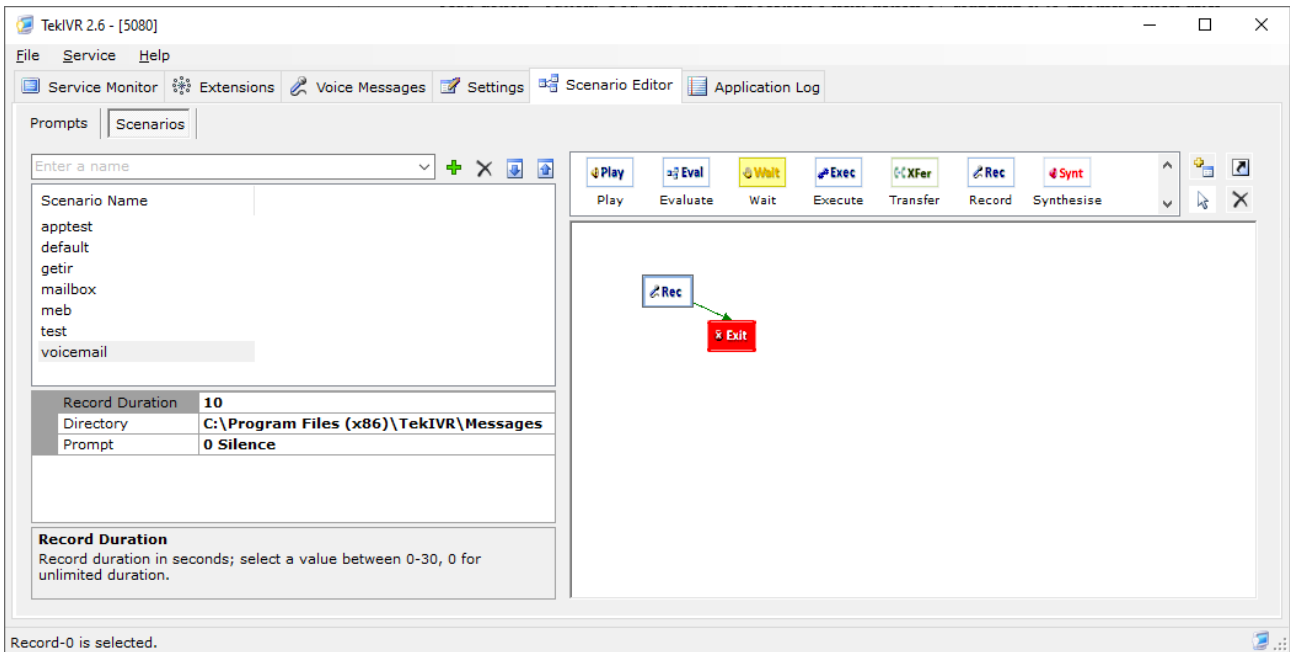 TekIVR 2.6 - [5080]
File Service Help
Service Monitor Extensions Voice Messages Settings Scenario Editor Application Log
Prompts Scenarios
Enter a name
Scenario Name
apptest
default
getir
mailbox
meb
test
voicemail
Record Duration 10
Directory C:\Program Files (x86)\TekIVR\Messages
Prompt 0 Silence
Record Duration
Record duration in seconds; select a value between 0-30, 0 for
unlimited duration.
Play Eval Wait Exec XFer Rec Synt
Play Evaluate Wait Execute Transfer Record Synthesise
Rec
Exit
Record-0 is selected.